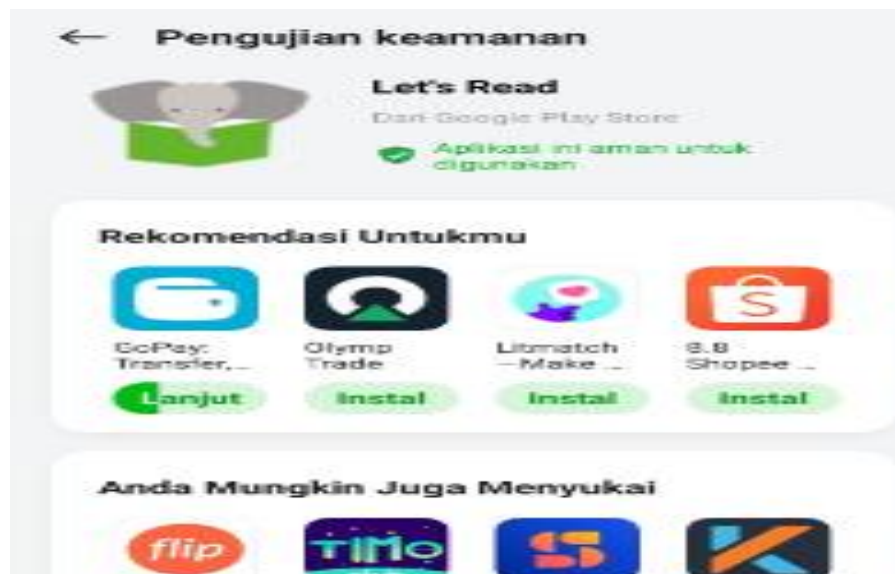 Pengujian keamanan
Let's Read
Dari Google Play Store
Aplikasi ini aman untuk
digunakan
Rekomendasi Untukmu
GoPay:
Transfer,...
Olymp
Trade
Litmatch
—Make ...
8.8
Shopee ...
Lanjut
Instal
Instal
Instal
Anda Mungkin Juga Menyukai
flip
TIMO